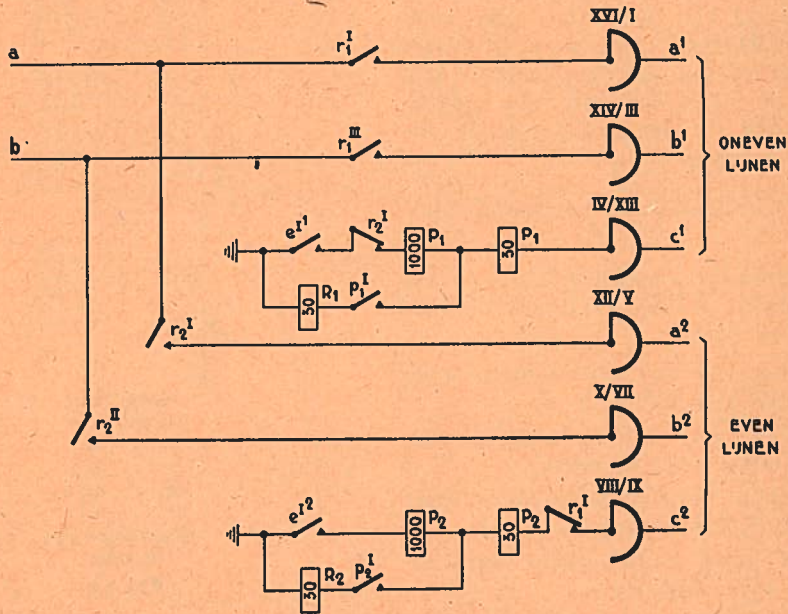 XVI/I
a r₁ᴵ a¹
XIV/III
b r₁ᴵᴵᴵ b¹
ONEVEN
LIJNEN
IV/XIII
eᴵ¹ r₂ᴵ 1000 P₁ 30 P₁ c¹
30 R₁ p₁ᴵ
XII/V
r₂ᴵ a²
X/VII
r₂ᴵᴵ b²
EVEN
LIJNEN
VIII/IX
eᴵ² 1000 P₂ 30 P₂ r₁ᴵ c²
30 R₂ p₂ᴵ